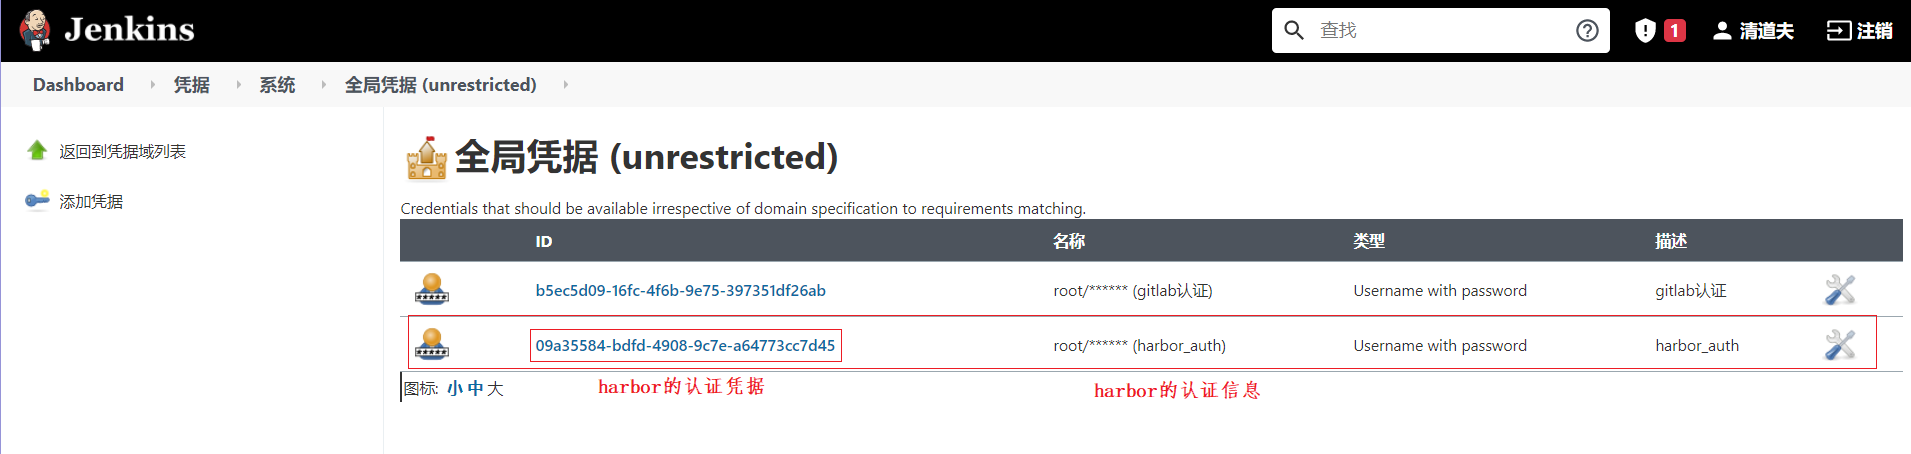 Jenkins 查找 1 清道夫 注销
Dashboard 凭据 系统 全局凭据 (unrestricted)
返回到凭据域列表
添加凭据
全局凭据 (unrestricted)
Credentials that should be available irrespective of domain specification to requirements matching.
ID 名称 类型 描述
b5ec5d09-16fc-4f6b-9e75-397351df26ab root/****** (gitlab认证) Username with password gitlab认证
09a35584-bdfd-4908-9c7e-a64773cc7d45 root/****** (harbor_auth) Username with password harbor_auth
图标: 小 中 大
harbor的认证凭据 harbor的认证信息